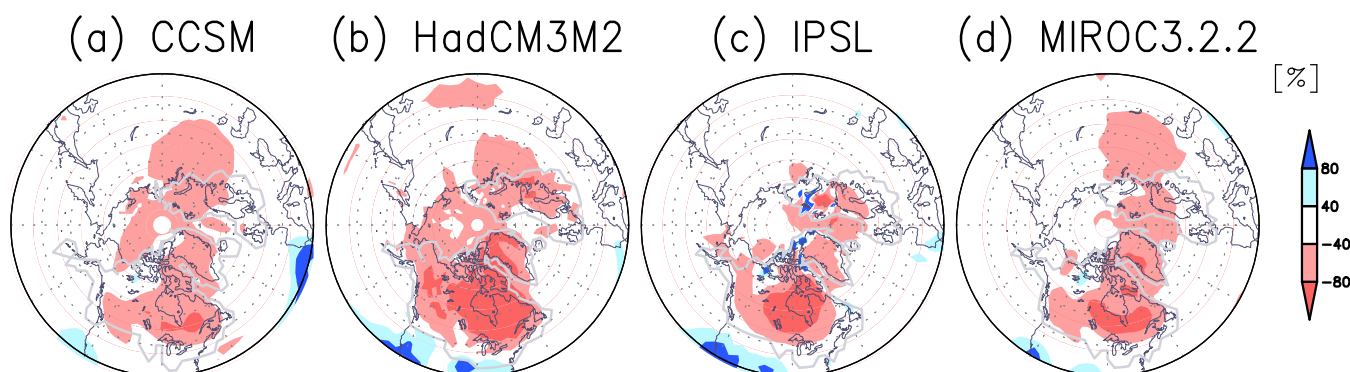 (a) CCSM
(b) HadCM3M2
(c) IPSL
(d) MIROC3.2.2
[%]
80
40
−40
−80